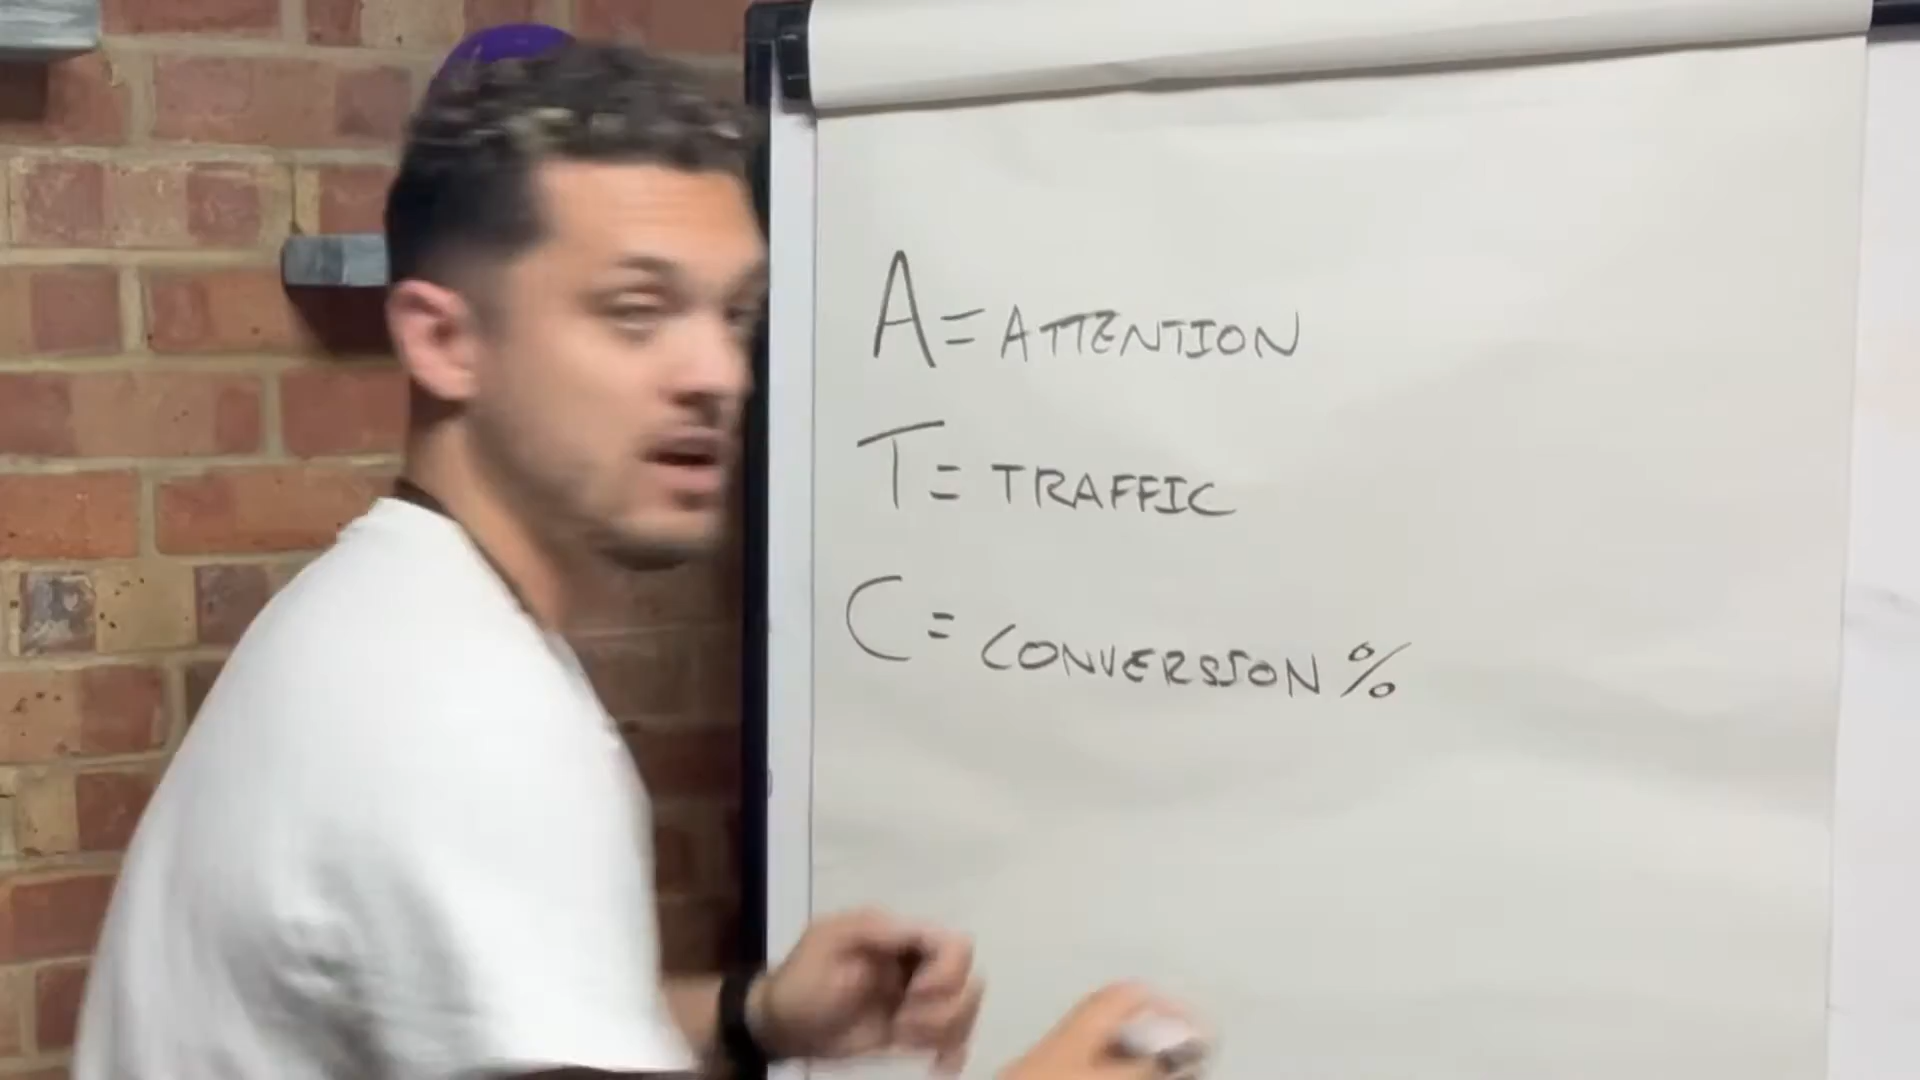 A = ATTENTION
T = TRAFFIC
C = CONVERSION %